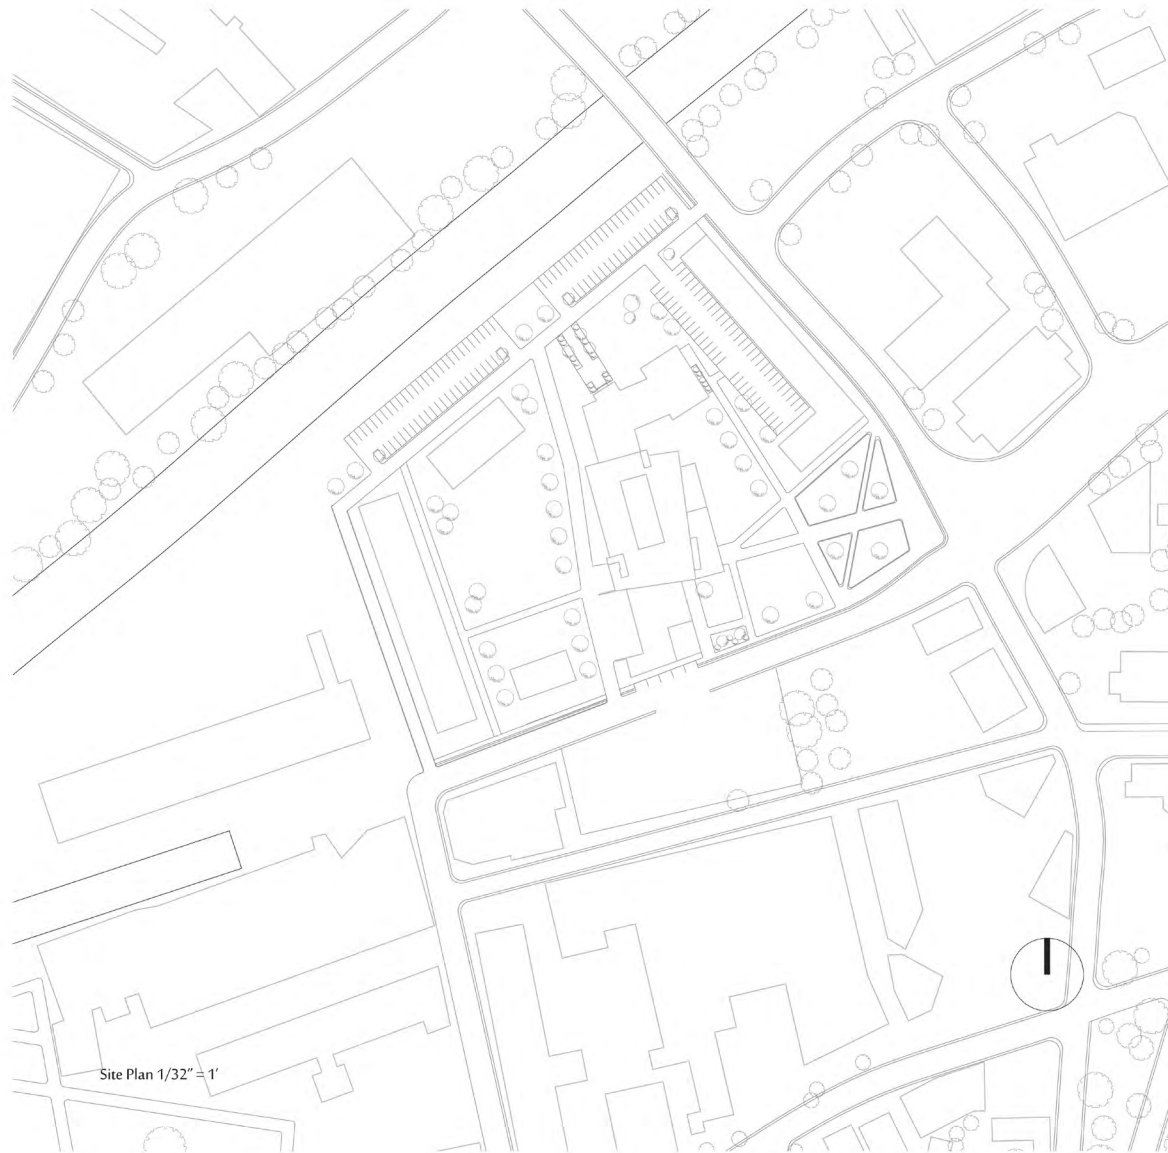 Site Plan 1/32" = 1'